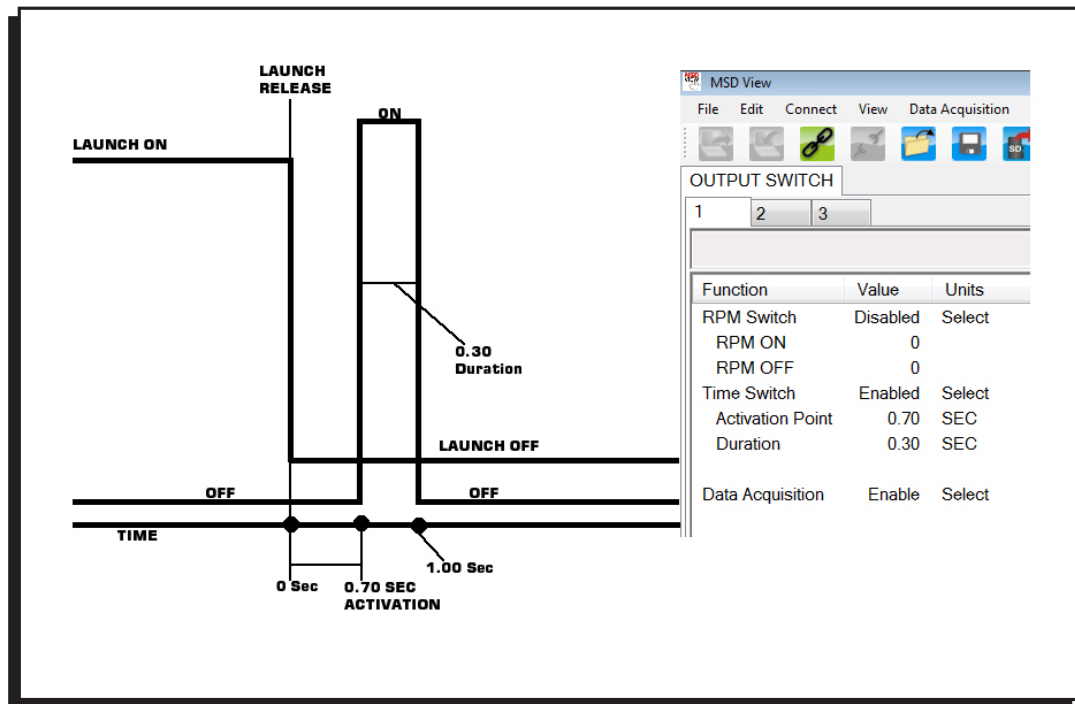 LAUNCH
RELEASE
ON
LAUNCH ON
0.30
Duration
LAUNCH OFF
OFF
OFF
TIME
1.00 Sec
0 Sec
0.70 SEC
ACTIVATION
MSD View
File Edit Connect View Data Acquisition
SD
OUTPUT SWITCH
1 2 3
Function Value Units
RPM Switch Disabled Select
RPM ON 0
RPM OFF 0
Time Switch Enabled Select
Activation Point 0.70 SEC
Duration 0.30 SEC
Data Acquisition Enable Select